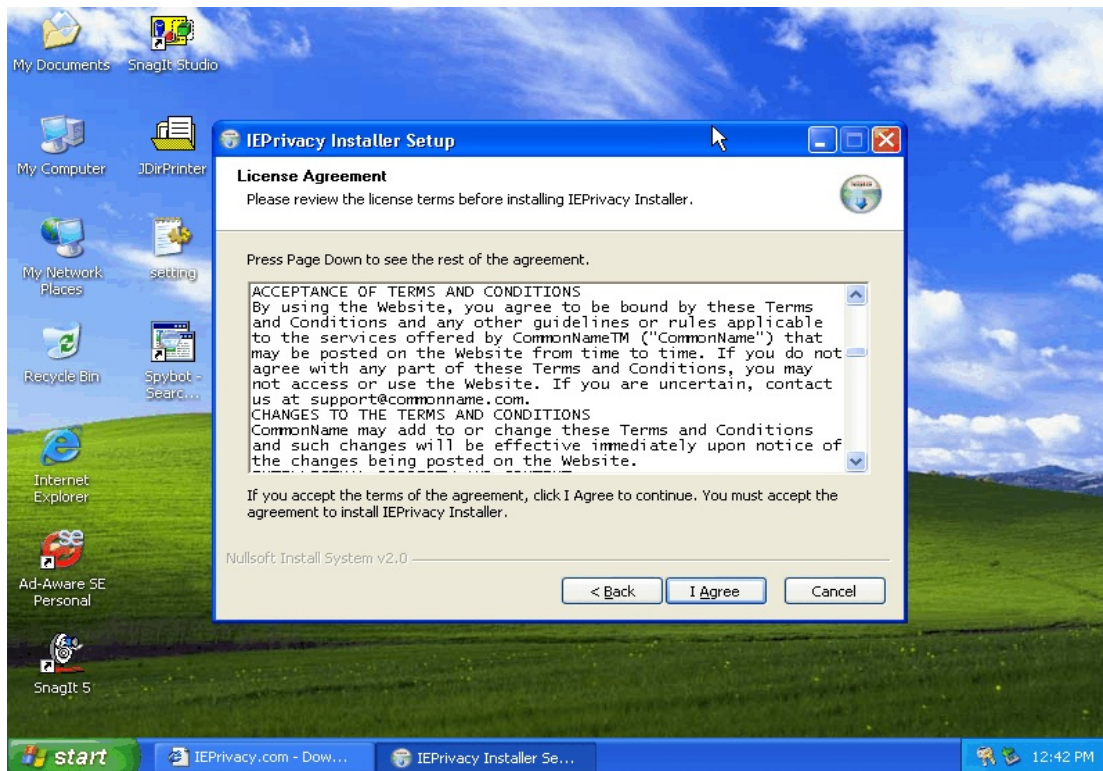 My Documents
SnagIt Studio
My Computer
JDirPrinter
My Network
Places
setting
Recycle Bin
Spybot -
Searc...
Internet
Explorer
Ad-Aware SE
Personal
SnagIt 5
IEPrivacy Installer Setup
License Agreement
Please review the license terms before installing IEPrivacy Installer.
Press Page Down to see the rest of the agreement.
ACCEPTANCE OF TERMS AND CONDITIONS
By using the Website, you agree to be bound by these Terms
and Conditions and any other guidelines or rules applicable
to the services offered by CommonNameTM ("CommonName") that
may be posted on the Website from time to time. If you do not
agree with any part of these Terms and Conditions, you may
not access or use the Website. If you are uncertain, contact
us at support@commonname.com.
CHANGES TO THE TERMS AND CONDITIONS
CommonName may add to or change these Terms and Conditions
and such changes will be effective immediately upon notice of
the changes being posted on the Website.
If you accept the terms of the agreement, click I Agree to continue. You must accept the
agreement to install IEPrivacy Installer.
Nullsoft Install System v2.0
< Back
I Agree
Cancel
start
IEPrivacy.com - Dow...
IEPrivacy Installer Se...
12:42 PM